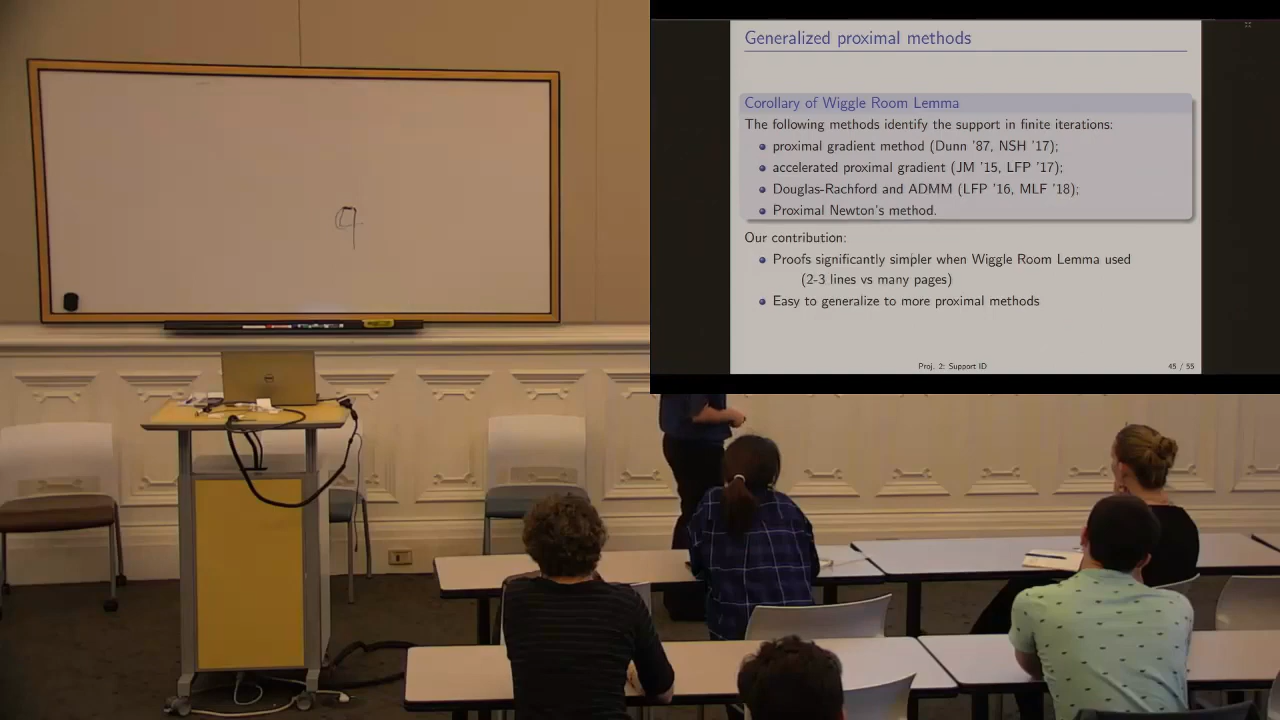 Generalized proximal methods
Corollary of Wiggle Room Lemma
The following methods identify the support in finite iterations:
proximal gradient method (Dunn '87, NSH '17);
accelerated proximal gradient (JM '15, LFP '17);
Douglas-Rachford and ADMM (LFP '16, MLF '18);
Proximal Newton's method.
Our contribution:
Proofs significantly simpler when Wiggle Room Lemma used
(2-3 lines vs many pages)
Easy to generalize to more proximal methods
Proj. 2: Support ID
45 / 55